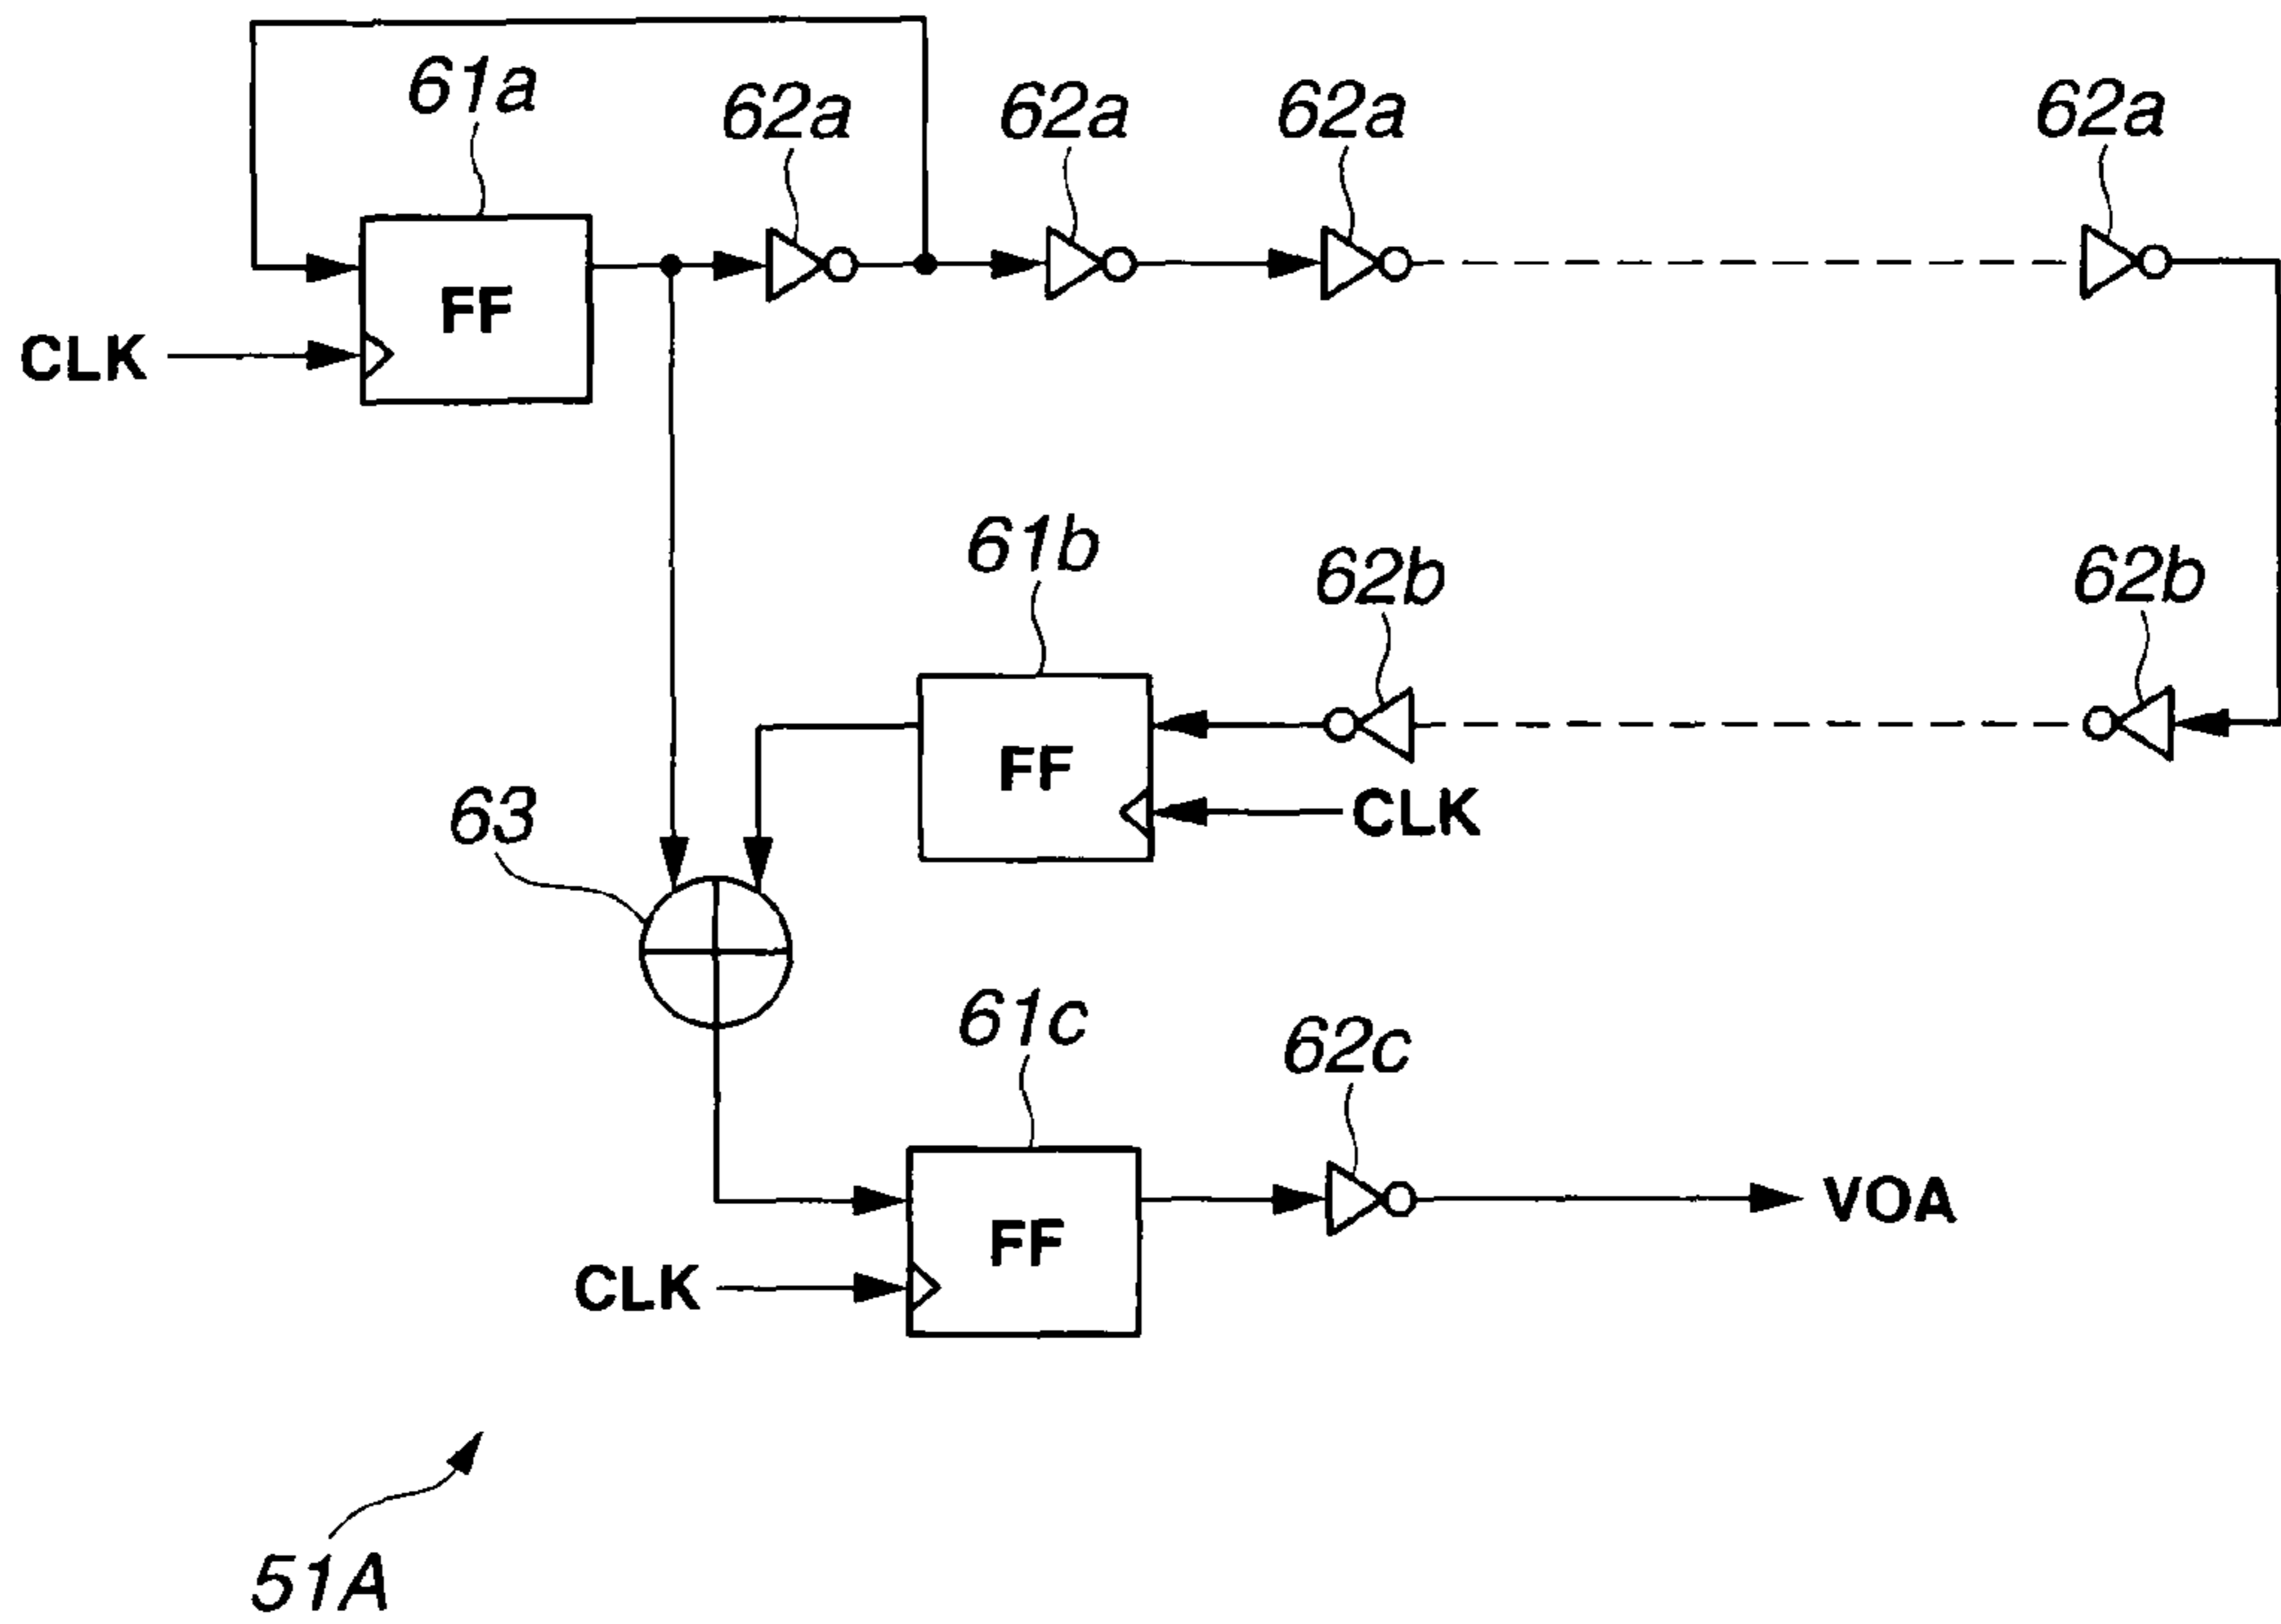 61a
62a 62a 62a 62a
FF
CLK
61b
62b 62b
FF
CLK
63
61c
62c
FF
VOA
CLK
51A